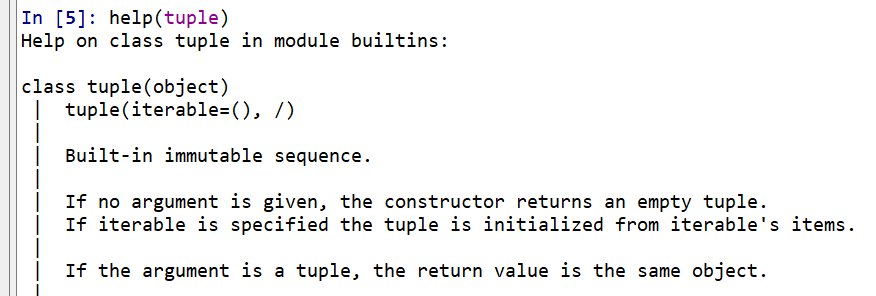 In [5]: help(tuple)
Help on class tuple in module builtins:
class tuple(object)
 |  tuple(iterable=(), /)
 |
 |  Built-in immutable sequence.
 |
 |  If no argument is given, the constructor returns an empty tuple.
 |  If iterable is specified the tuple is initialized from iterable's items.
 |
 |  If the argument is a tuple, the return value is the same object.
 |